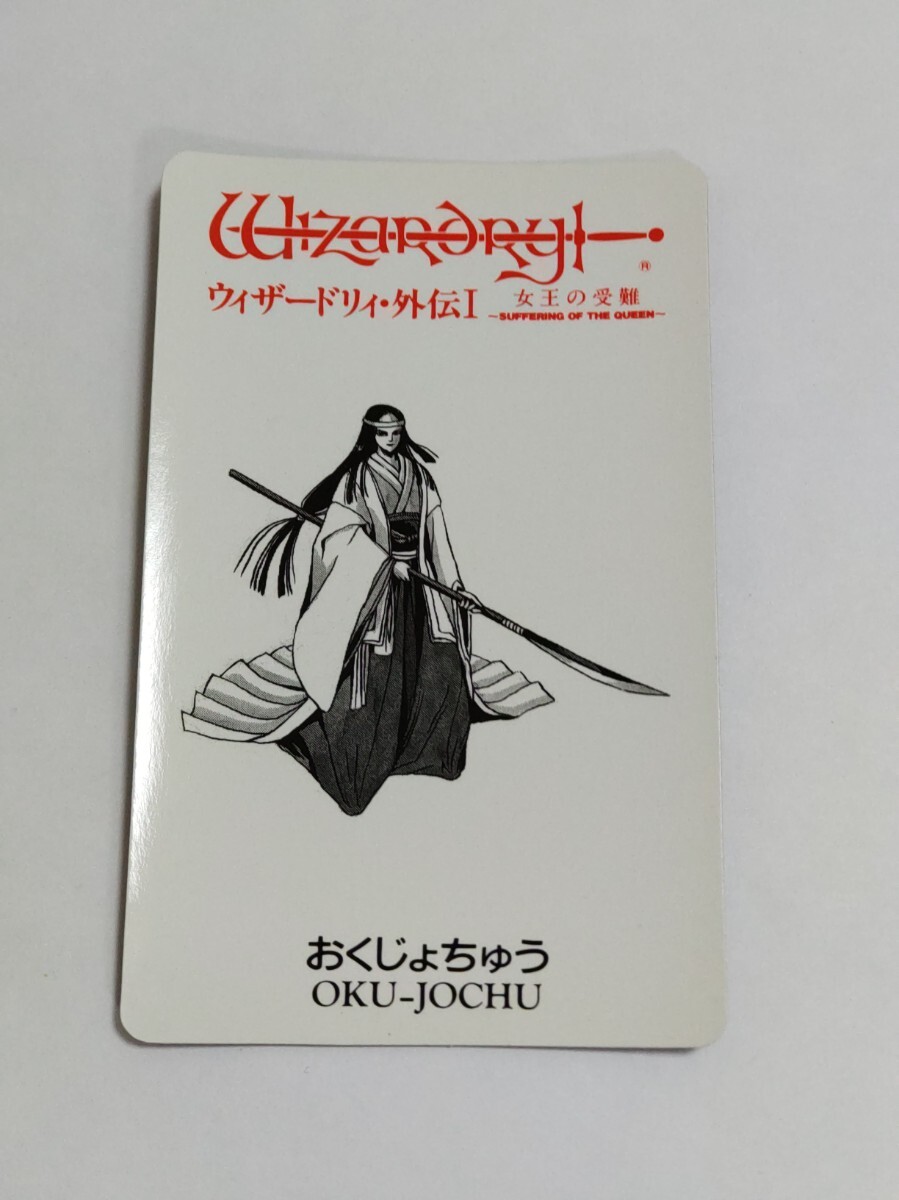 Wizardry
®
ウィザードリィ・外伝I 女王の受難
~SUFFERING OF THE QUEEN~
おくじょちゅう
OKU-JOCHU